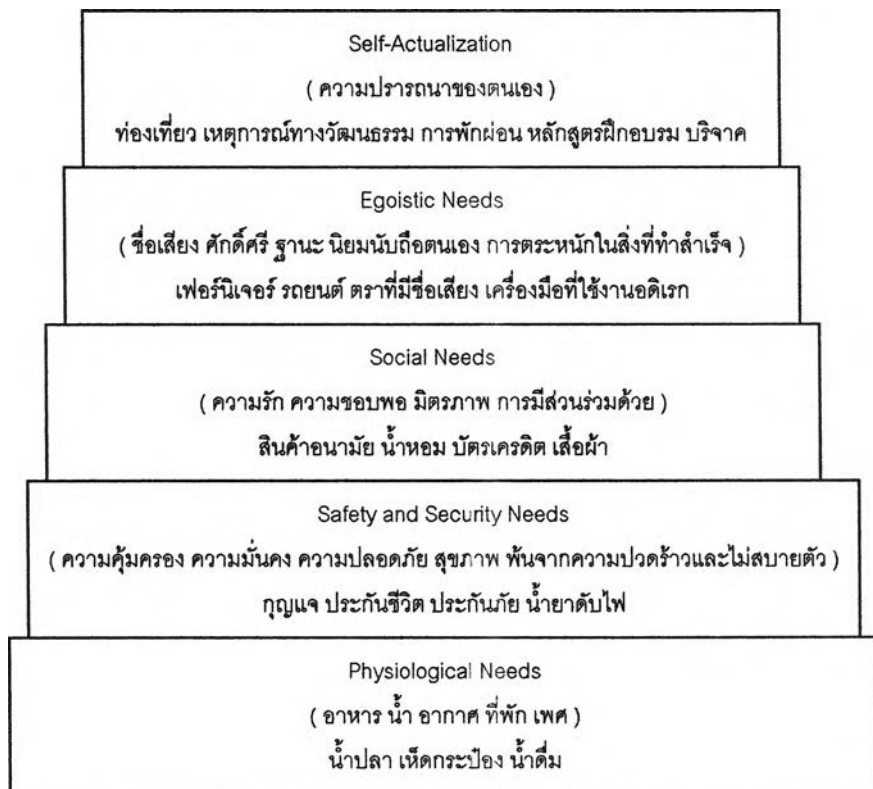 Self-Actualization
( ความปรารถนาของตนเอง )
ท่องเที่ยว เหตุการณ์ทางวัฒนธรรม การพักผ่อน หลักสูตรฝึกอบรม บริจาค
Egoistic Needs
( ชื่อเสียง ศักดิ์ศรี ฐานะ นิยมนับถือตนเอง การตระหนักในสิ่งที่ทำสำเร็จ )
เฟอร์นิเจอร์ รถยนต์ ตราที่มีชื่อเสียง เครื่องมือที่ใช้งานอดิเรก
Social Needs
( ความรัก ความชอบพอ มิตรภาพ การมีส่วนร่วมด้วย )
สินค้าอนามัย น้ำหอม บัตรเครดิต เสื้อผ้า
Safety and Security Needs
( ความคุ้มครอง ความมั่นคง ความปลอดภัย สุขภาพ พ้นจากความปวดร้าวและไม่สบายตัว )
กุญแจ ประกันชีวิต ประกันภัย น้ำยาดับไฟ
Physiological Needs
( อาหาร น้ำ อากาศ ที่พัก เพศ )
น้ำปลา เห็ดกระป๋อง น้ำดื่ม